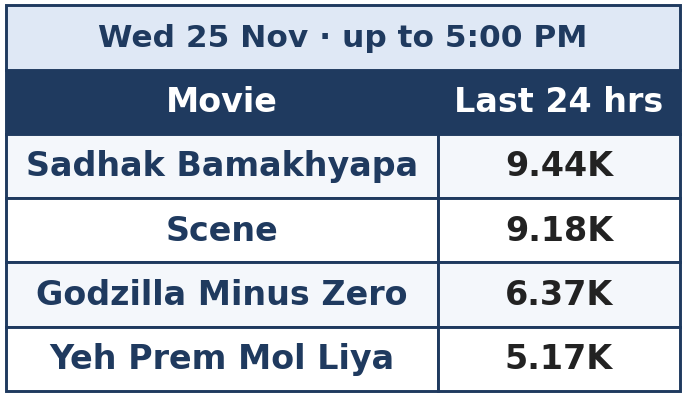 Wed 25 Nov · up to 5:00 PM
Movie Last 24 hrs
Sadhak Bamakhyapa 9.44K
Scene 9.18K
Godzilla Minus Zero 6.37K
Yeh Prem Mol Liya 5.17K